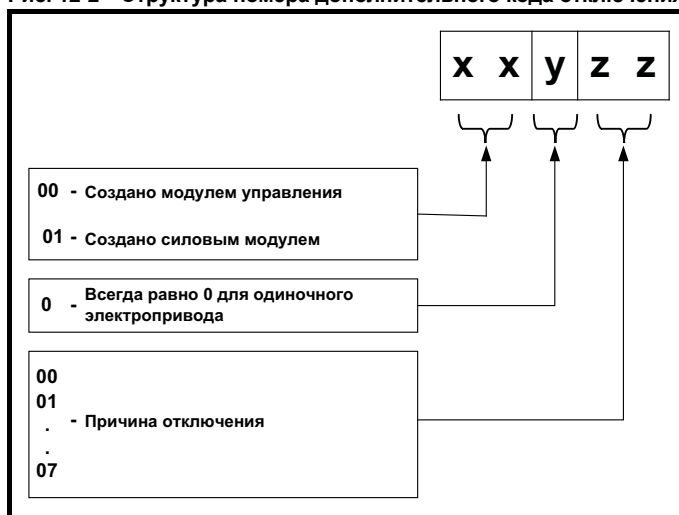 x x y z z
00 - Создано модулем управления
01 - Создано силовым модулем
0 - Всегда равно 0 для одиночного
электропривода
00
01
.
- Причина отключения
.
07